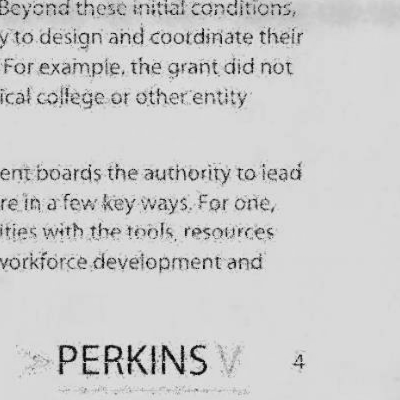 Beyond these initial conditions,
y to design and coordinate their
For example, the grant did not
ical college or other entity
ent boards the authority to lead
re in a few key ways. For one,
ities with the tools, resources
workforce development and
PERKINS V 4